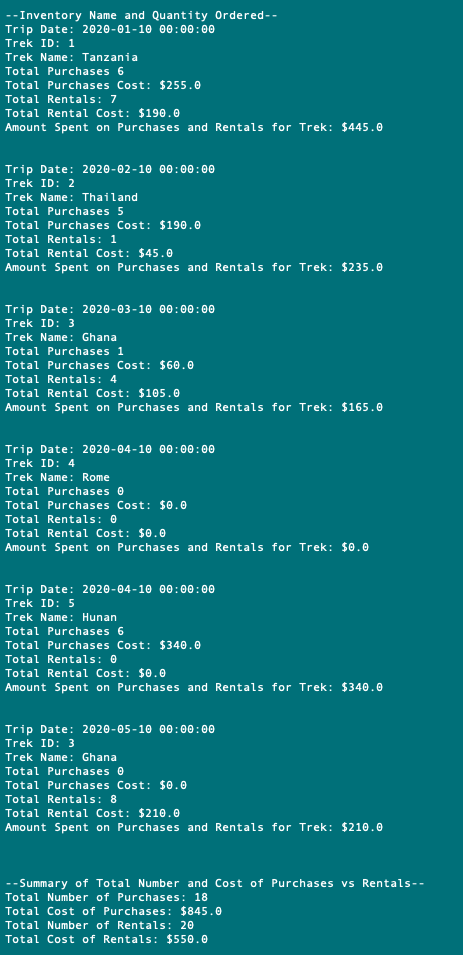 --Inventory Name and Quantity Ordered--
Trip Date: 2020-01-10 00:00:00
Trek ID: 1
Trek Name: Tanzania
Total Purchases 6
Total Purchases Cost: $255.0
Total Rentals: 7
Total Rental Cost: $190.0
Amount Spent on Purchases and Rentals for Trek: $445.0
Trip Date: 2020-02-10 00:00:00
Trek ID: 2
Trek Name: Thailand
Total Purchases 5
Total Purchases Cost: $190.0
Total Rentals: 1
Total Rental Cost: $45.0
Amount Spent on Purchases and Rentals for Trek: $235.0
Trip Date: 2020-03-10 00:00:00
Trek ID: 3
Trek Name: Ghana
Total Purchases 1
Total Purchases Cost: $60.0
Total Rentals: 4
Total Rental Cost: $105.0
Amount Spent on Purchases and Rentals for Trek: $165.0
Trip Date: 2020-04-10 00:00:00
Trek ID: 4
Trek Name: Rome
Total Purchases 0
Total Purchases Cost: $0.0
Total Rentals: 0
Total Rental Cost: $0.0
Amount Spent on Purchases and Rentals for Trek: $0.0
Trip Date: 2020-04-10 00:00:00
Trek ID: 5
Trek Name: Hunan
Total Purchases 6
Total Purchases Cost: $340.0
Total Rentals: 0
Total Rental Cost: $0.0
Amount Spent on Purchases and Rentals for Trek: $340.0
Trip Date: 2020-05-10 00:00:00
Trek ID: 3
Trek Name: Ghana
Total Purchases 0
Total Purchases Cost: $0.0
Total Rentals: 8
Total Rental Cost: $210.0
Amount Spent on Purchases and Rentals for Trek: $210.0
--Summary of Total Number and Cost of Purchases vs Rentals--
Total Number of Purchases: 18
Total Cost of Purchases: $845.0
Total Number of Rentals: 20
Total Cost of Rentals: $550.0